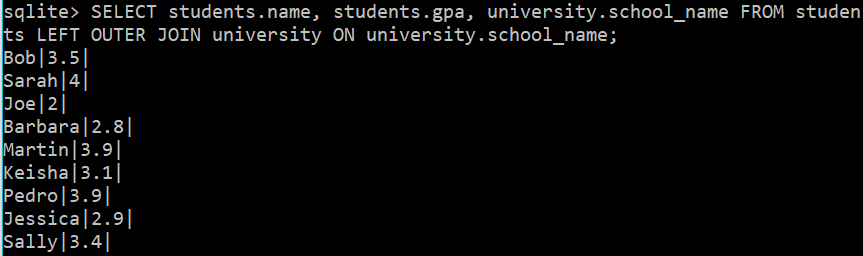 sqlite> SELECT students.name, students.gpa, university.school_name FROM studen
ts LEFT OUTER JOIN university ON university.school_name;
Bob|3.5|
Sarah|4|
Joe|2|
Barbara|2.8|
Martin|3.9|
Keisha|3.1|
Pedro|3.9|
Jessica|2.9|
Sally|3.4|